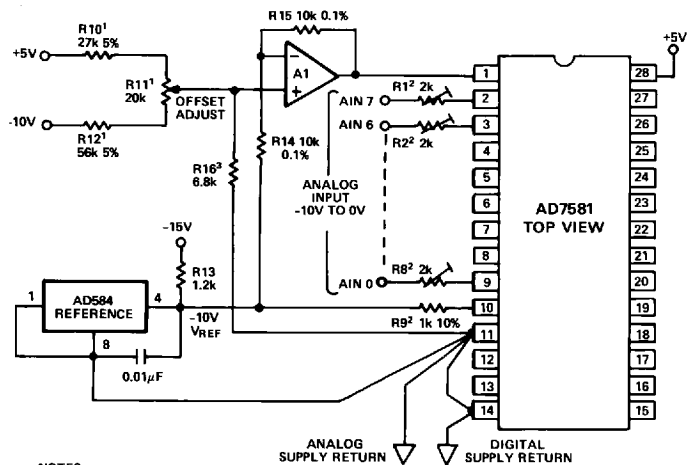 R15 10k 0.1%
R10¹
27k 5%
+5V
R11¹
20k
OFFSET
ADJUST
-10V
R12¹
56k 5%
A1
−
+
R14 10k
0.1%
R16³
6.8k
AIN 7
R1² 2k
AIN 6
R2² 2k
ANALOG
INPUT
-10V TO 0V
AIN 0
R8² 2k
R9² 1k 10%
-15V
R13
1.2k
1
AD584
REFERENCE
4
8
-10V
VREF
0.01μF
+5V
AD7581
TOP VIEW
1
2
3
4
5
6
7
8
9
10
11
12
13
14
28
27
26
25
24
23
22
21
20
19
18
17
16
15
ANALOG
SUPPLY RETURN
DIGITAL
SUPPLY RETURN